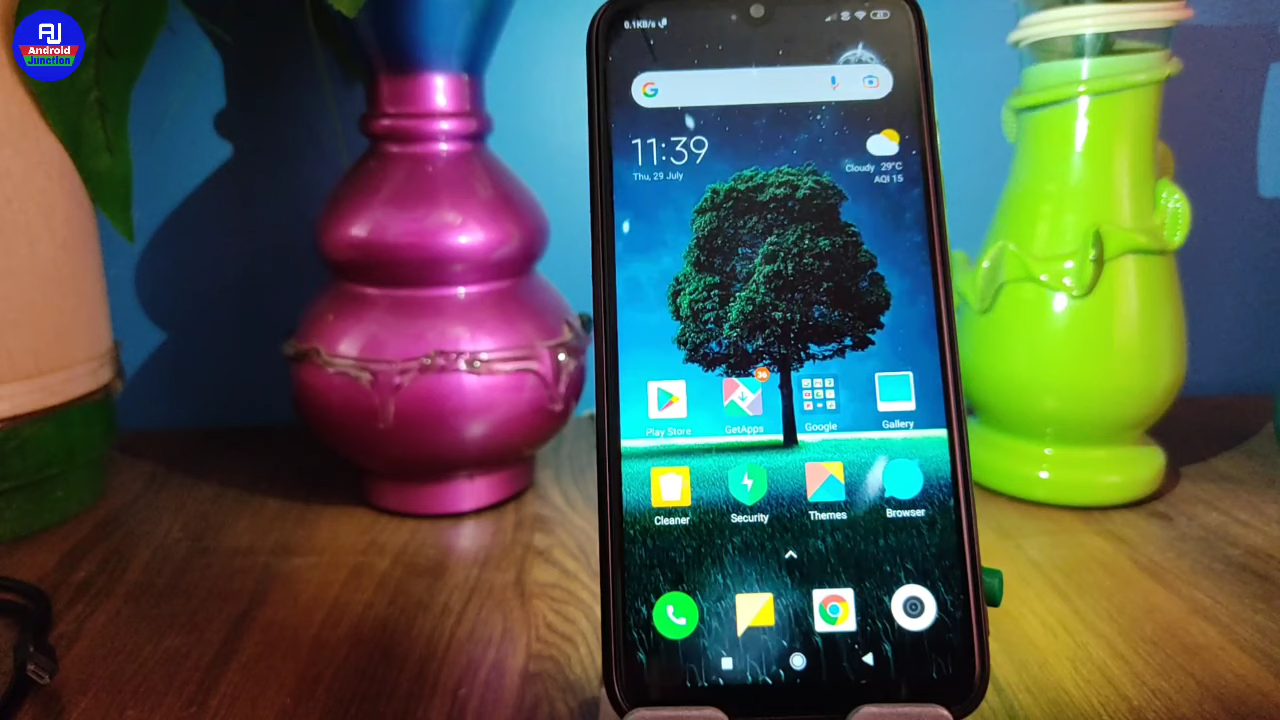 AJ
Android
Junction
0.1KB/s
11:39
Thu, 29 July
Cloudy 29°C
AQI 15
36
Play Store
GetApps
Google
Gallery
Cleaner
Security
Themes
Browser